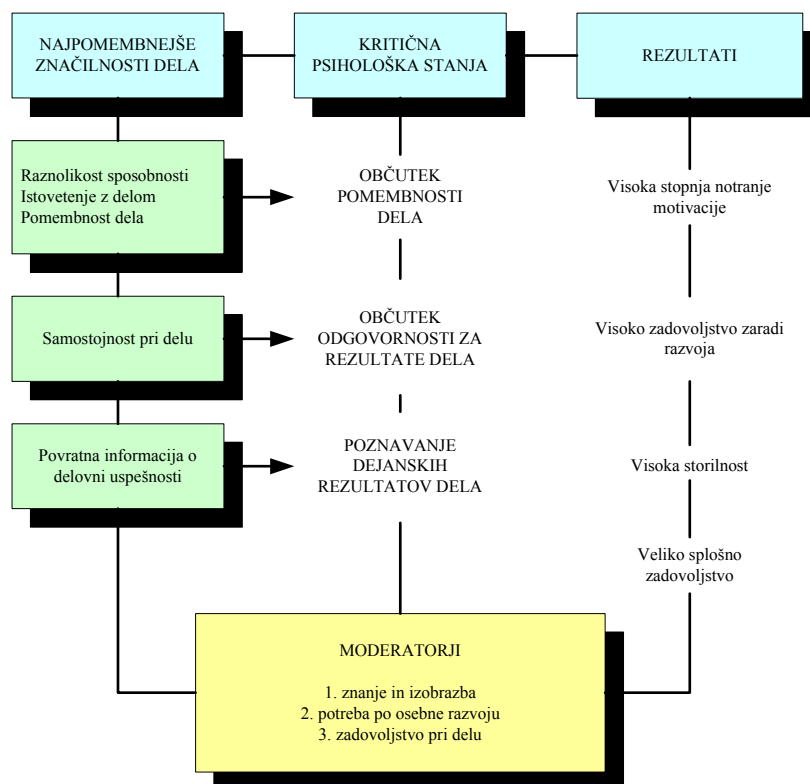 NAJPOMEMBNEJŠE
ZNAČILNOSTI DELA
KRITIČNA
PSIHOLOŠKA STANJA
REZULTATI
Raznolikost sposobnosti
Istovetenje z delom
Pomembnost dela
OBČUTEK
POMEMBNOSTI
DELA
Visoka stopnja notranje
motivacije
Samostojnost pri delu
OBČUTEK
ODGOVORNOSTI ZA
REZULTATE DELA
Visoko zadovoljstvo zaradi
razvoja
Povratna informacija o
delovni uspešnosti
POZNAVANJE
DEJANSKIH
REZULTATOV DELA
Visoka storilnost
Veliko splošno
zadovoljstvo
MODERATORJI
1. znanje in izobrazba
2. potreba po osebne razvoju
3. zadovoljstvo pri delu